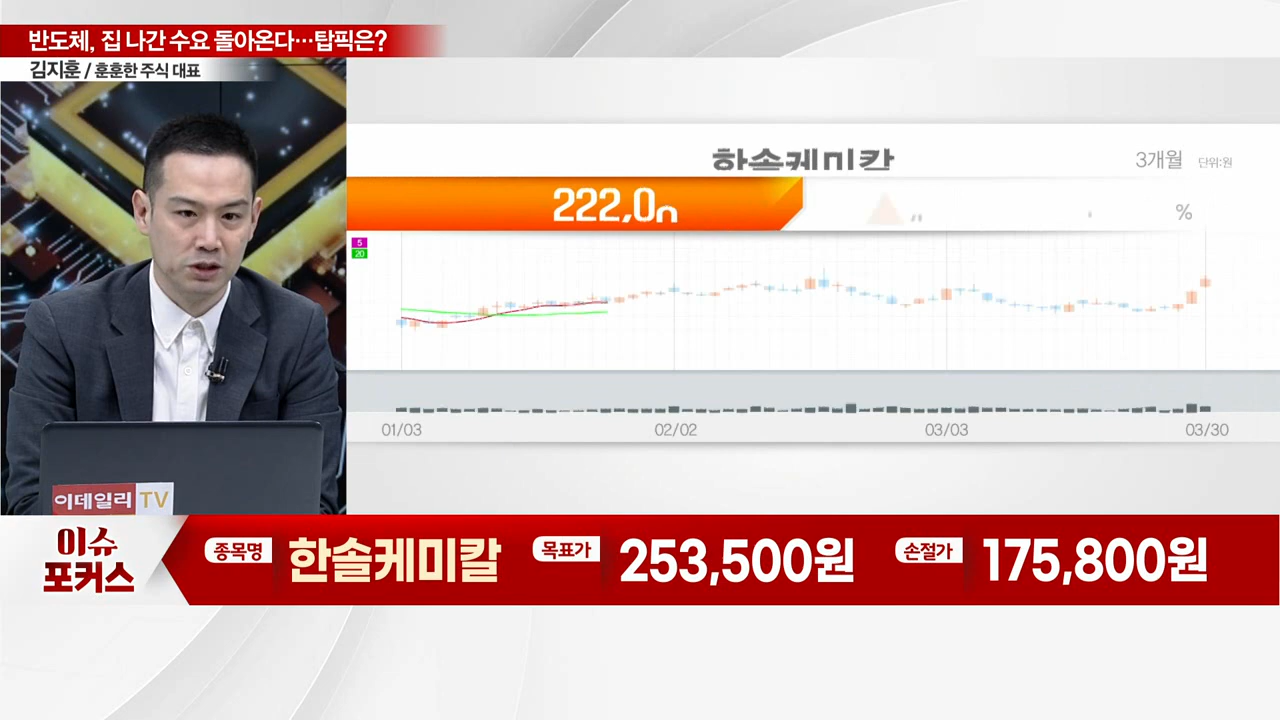 반도체, 집 나간 수요 돌아온다…탑픽은?
김지훈 / 훈훈한 주식 대표
한솔케미칼
3개월 단위:원
222,0
%
5
20
01/03 02/02 03/03 03/30
이데일리TV
이슈 포커스
종목명 한솔케미칼 목표가 253,500원 손절가 175,800원